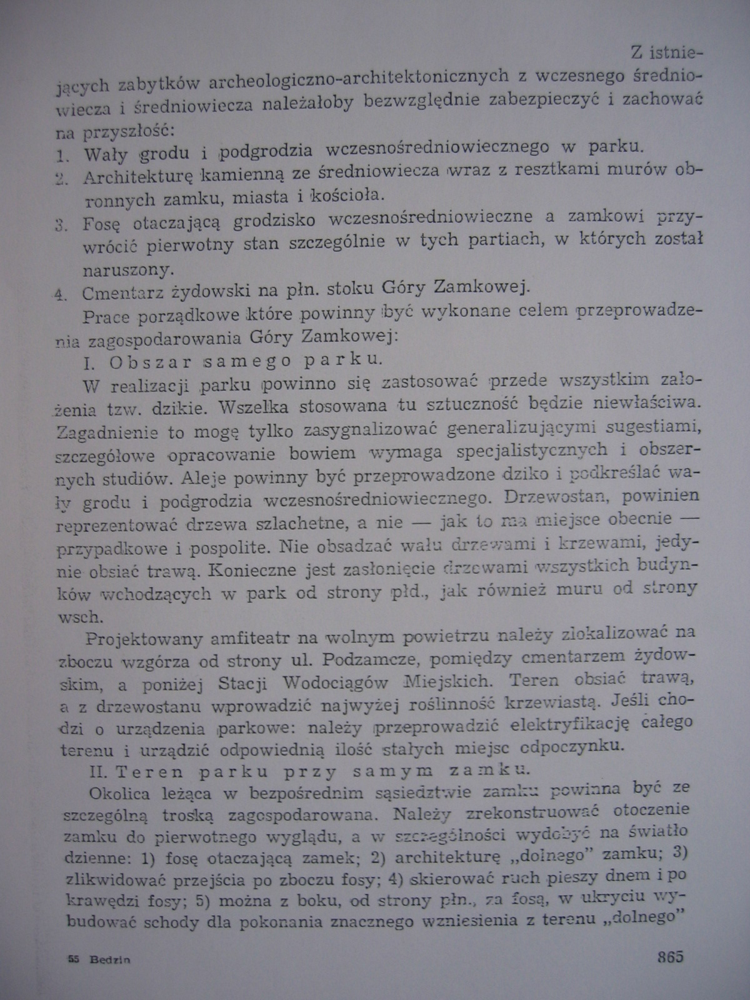 Z istnie-
jących zabytków archeologiczno-architektonicznych z wczesnego średnio-
wiecza i średniowiecza należałoby bezwzględnie zabezpieczyć i zachować
na przyszłość:
1. Wały grodu i podgrodzia wczesnośredniowiecznego w parku.
2. Architekturę kamienną ze średniowiecza wraz z resztkami murów ob-
ronnych zamku, miasta i kościoła.
3. Fosę otaczającą grodzisko wczesnośredniowieczne a zamkowi przy-
wrócić pierwotny stan szczególnie w tych partiach, w których został
naruszony.
4. Cmentarz żydowski na płn. stoku Góry Zamkowej.
Prace porządkowe które powinny być wykonane celem przeprowadze-
nia zagospodarowania Góry Zamkowej:
I. Obszar samego parku.
W realizacji parku powinno się zastosować przede wszystkim zało-
żenia tzw. dzikie. Wszelka stosowana tu sztuczność będzie niewłaściwa.
Zagadnienie to mogę tylko zasygnalizować generalizującymi sugestiami,
szczegółowe opracowanie bowiem wymaga specjalistycznych i obszer-
nych studiów. Aleje powinny być przeprowadzone dziko i podkreślać wa-
ły grodu i podgrodzia wczesnośredniowiecznego. Drzewostan, powinien
reprezentować drzewa szlachetne, a nie — jak to ma miejsce obecnie —
przypadkowe i pospolite. Nie obsadzać wału drzewami i krzewami, jedy-
nie obsiać trawą. Konieczne jest zasłonięcie drzewami wszystkich budyn-
ków wchodzących w park od strony płd., jak również muru od strony
wsch.
Projektowany amfiteatr na wolnym powietrzu należy zlokalizować na
zboczu wzgórza od strony ul. Podzamcze, pomiędzy cmentarzem żydow-
skim, a poniżej Stacji Wodociągów Miejskich. Teren obsiać trawą,
a z drzewostanu wprowadzić najwyżej roślinność krzewiastą. Jeśli cho-
dzi o urządzenia parkowe: należy przeprowadzić elektryfikację całego
terenu i urządzić odpowiednią ilość stałych miejsc odpoczynku.
II. Teren parku przy samym zamku.
Okolica leżąca w bezpośrednim sąsiedztwie zamku powinna być ze
szczególną troską zagospodarowana. Należy zrekonstruować otoczenie
zamku do pierwotnego wyglądu, a w szczególności wydobyć na światło
dzienne: 1) fosę otaczającą zamek; 2) architekturę „dolnego” zamku; 3)
zlikwidować przejścia po zboczu fosy; 4) skierować ruch pieszy dnem i po
krawędzi fosy; 5) można z boku, od strony płn., za fosą, w ukryciu wy-
budować schody dla pokonania znacznego wzniesienia z terenu „dolnego”
55 Bedzin
865